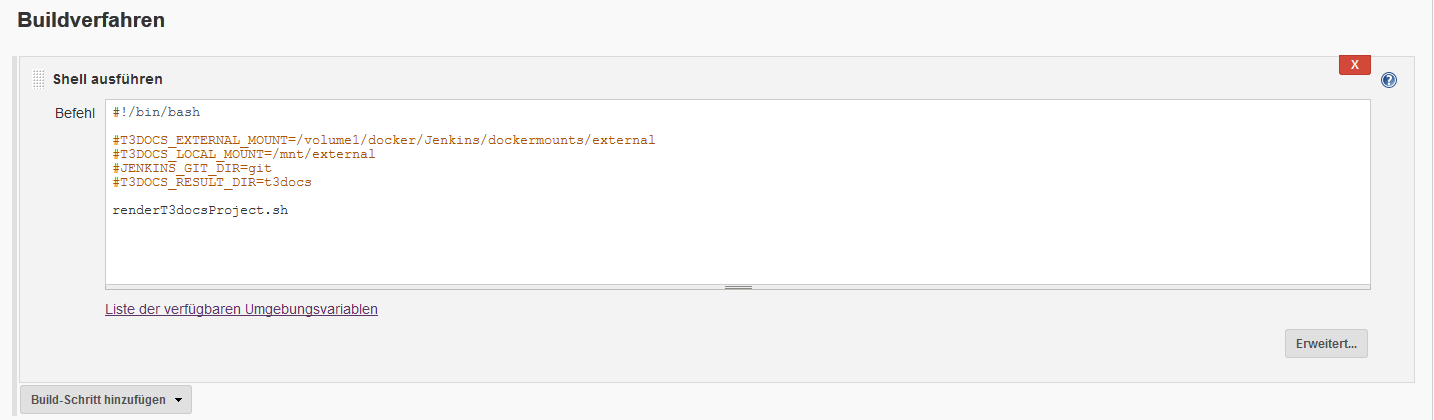 Buildverfahren
Shell ausführen
X
Befehl
#!/bin/bash
#T3DOCS_EXTERNAL_MOUNT=/volume1/docker/Jenkins/dockermounts/external
#T3DOCS_LOCAL_MOUNT=/mnt/external
#JENKINS_GIT_DIR=git
#T3DOCS_RESULT_DIR=t3docs
renderT3docsProject.sh
Liste der verfügbaren Umgebungsvariablen
Erweitert...
Build-Schritt hinzufügen